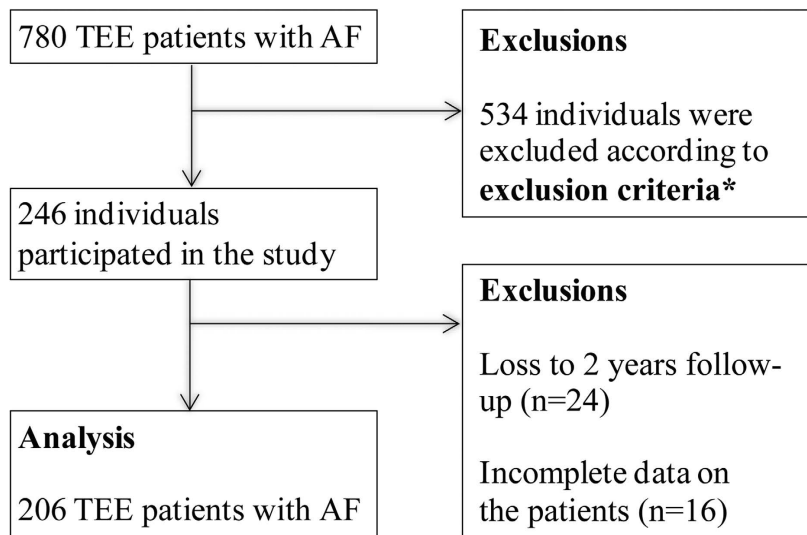 780 TEE patients with AF
Exclusions
534 individuals were
excluded according to
exclusion criteria*
246 individuals
participated in the study
Exclusions
Loss to 2 years follow-
up (n=24)
Incomplete data on
the patients (n=16)
Analysis
206 TEE patients with AF